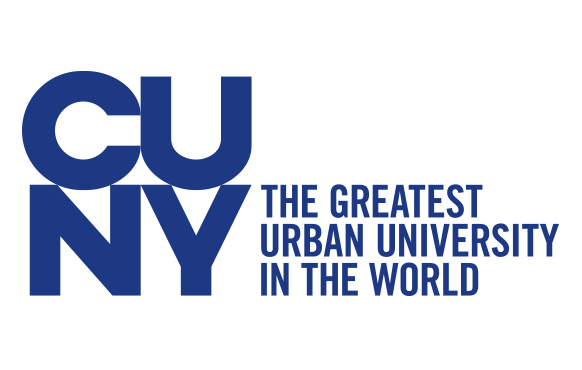 CU
NY
THE GREATEST
URBAN UNIVERSITY
IN THE WORLD